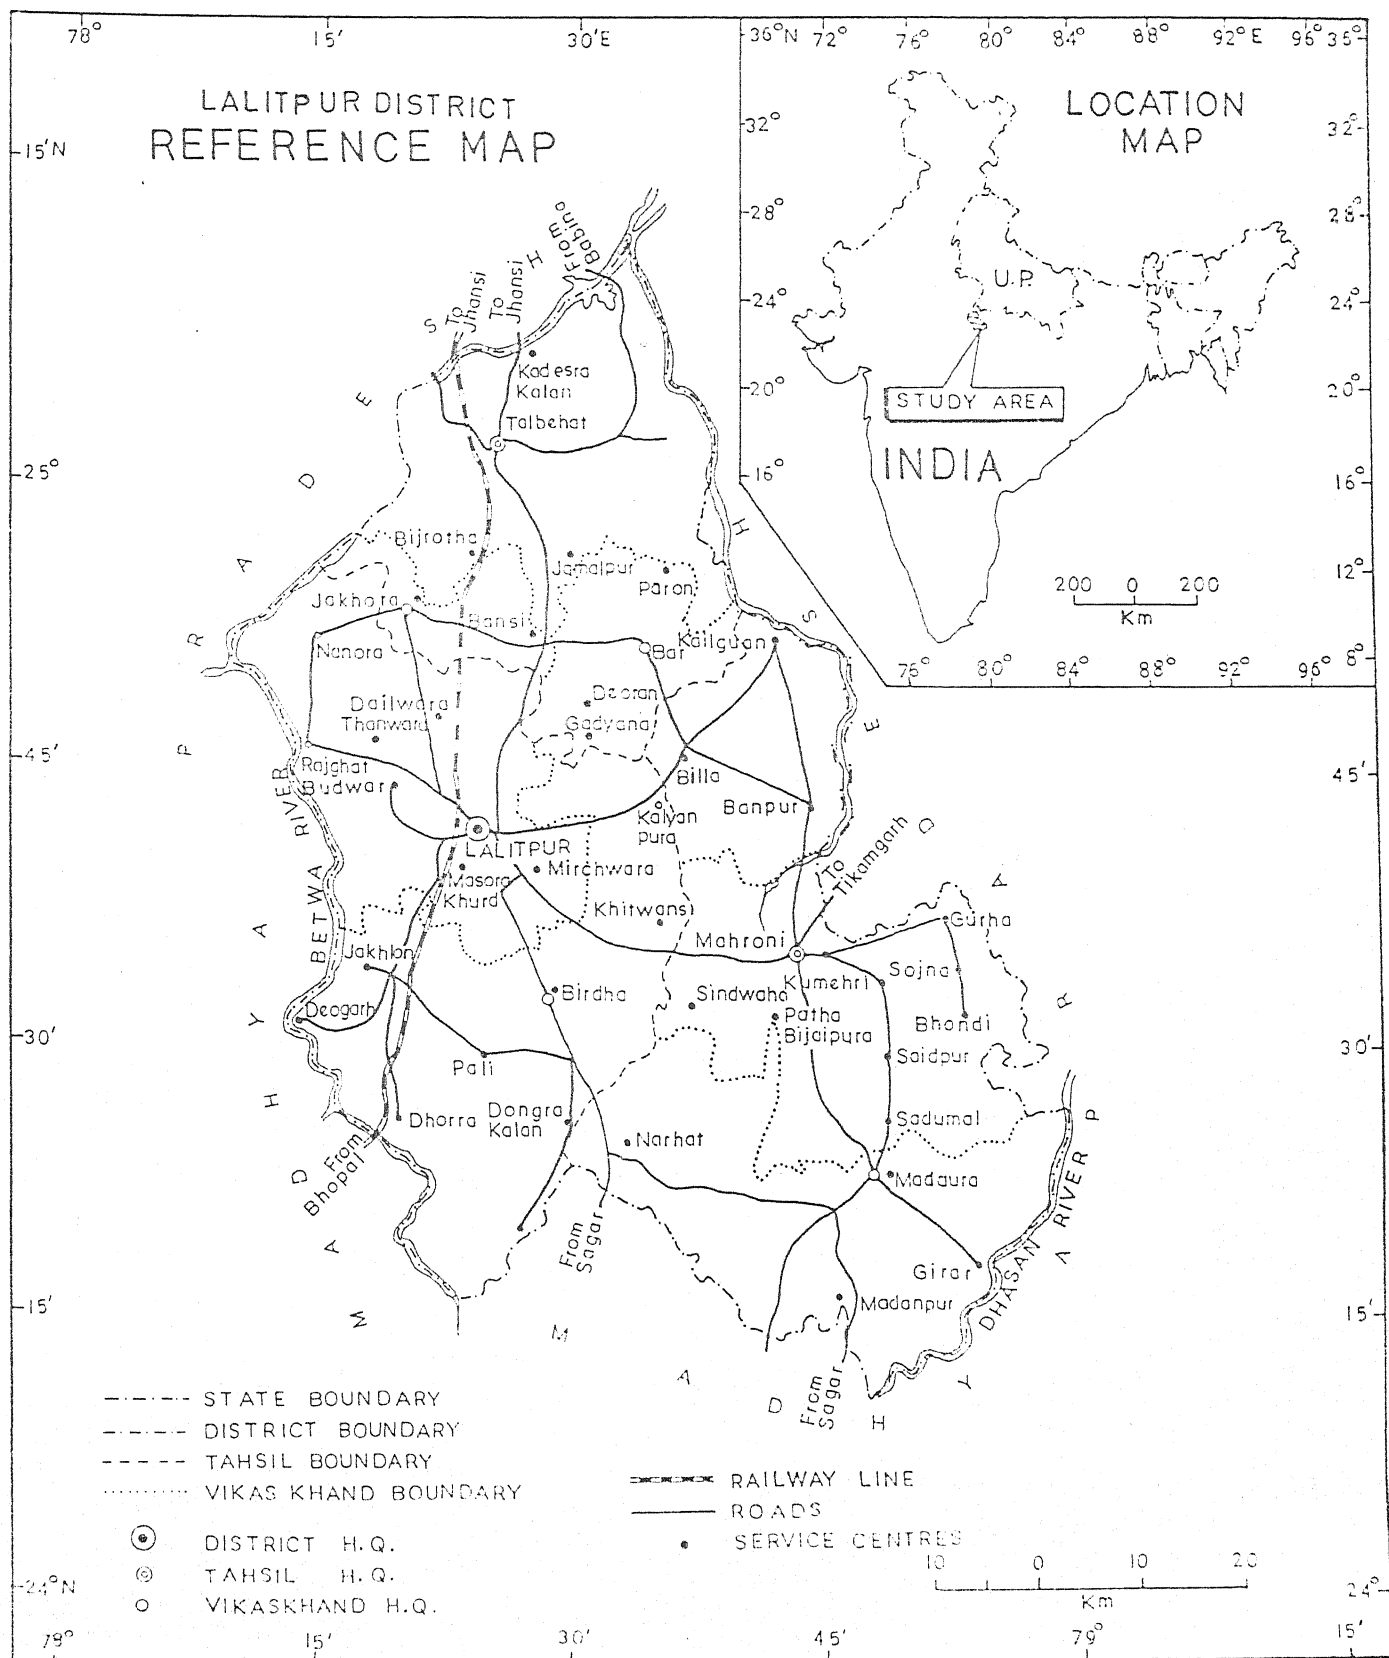 78°
15'
30'E
36°N
72°
76°
80°
84°
88°
92°E
96°
36°
LALITPUR DISTRICT
REFERENCE MAP
LOCATION
MAP
15'N
32°
32°
28°
28°
24°
24°
20°
20°
16°
16°
12°
8°
U.P.
STUDY AREA
INDIA
200 0 200
Km
76°
80°
84°
88°
92°
96°
From
Babina
To
Jhansi
To
Jhansi
Kadesra
Kalan
Talbehat
25°
Bijrotha
Jamalpur
Paron
Jakhora
Bansi
Bar
Kailguan
Nanora
Deoran
Dailwara
Thanwara
Gadyana
45'
45'
Rajghat
Budwar
Billa
Banpur
Kalyan
pura
LALITPUR
Mirchwara
Masora
Khurd
To
Tikamgarh
Khitwans
Gurha
Mahroni
Jakhlon
Kumehri
Sojna
Birdha
Sindwaha
Deogarh
Patha
Bijaipura
Bhondi
30'
30'
Saidpur
Pali
Dhorra
Dongra
Kalan
Sadumal
Narhat
From
Bhopal
Madaura
From
Sagar
Girar
Madanpur
15'
15'
From
Sagar
BETWA RIVER
DHASAN RIVER
MADHYA PRADESH
MADHYA PRADESH
STATE BOUNDARY
DISTRICT BOUNDARY
TAHSIL BOUNDARY
VIKAS KHAND BOUNDARY
RAILWAY LINE
ROADS
SERVICE CENTRES
DISTRICT H.Q.
TAHSIL H.Q.
VIKASKHAND H.Q.
10 0 10 20
Km
24°N
24°
78°
15'
30'
45'
79°
15'